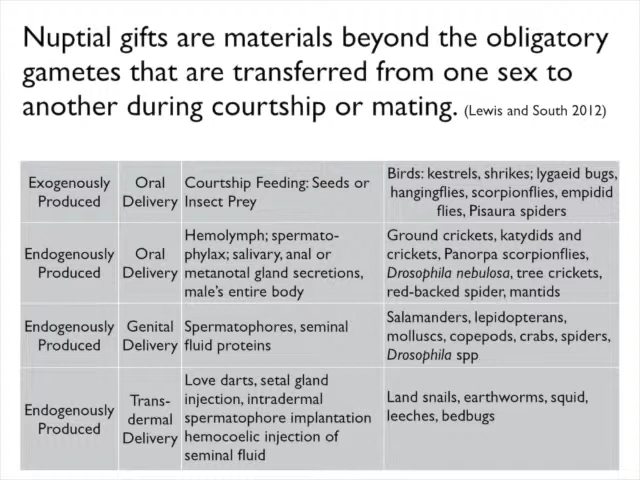 Nuptial gifts are materials beyond the obligatory
gametes that are transferred from one sex to
another during courtship or mating. (Lewis and South 2012)
Exogenously
Produced
Oral
Delivery
Courtship Feeding: Seeds or
Insect Prey
Birds: kestrels, shrikes; lygaeid bugs,
hangingflies, scorpionflies, empidid
flies, Pisaura spiders
Endogenously
Produced
Oral
Delivery
Hemolymph; spermato-
phylax; salivary, anal or
metanotal gland secretions,
male's entire body
Ground crickets, katydids and
crickets, Panorpa scorpionflies,
Drosophila nebulosa, tree crickets,
red-backed spider, mantids
Endogenously
Produced
Genital
Delivery
Spermatophores, seminal
fluid proteins
Salamanders, lepidopterans,
molluscs, copepods, crabs, spiders,
Drosophila spp
Endogenously
Produced
Trans-
dermal
Delivery
Love darts, setal gland
injection, intradermal
spermatophore implantation
hemocoelic injection of
seminal fluid
Land snails, earthworms, squid,
leeches, bedbugs